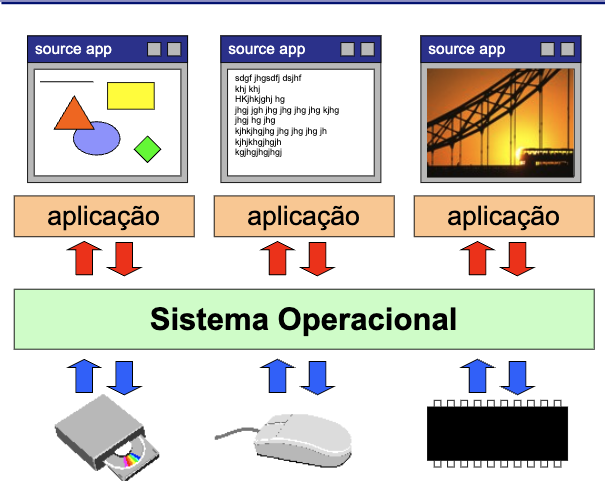 source app
source app
source app
sdgf jhgsdfj dsjhf
khj khj
HKjhkjghj hg
jhgj jgh jhg jhg jhg jhg kjhg
jhgj hg jhg
kjhkjhgjhg jhg jhg jhg jh
kjhjkhgjhgjh
kgjhgjhgjhgj
aplicação
aplicação
aplicação
Sistema Operacional